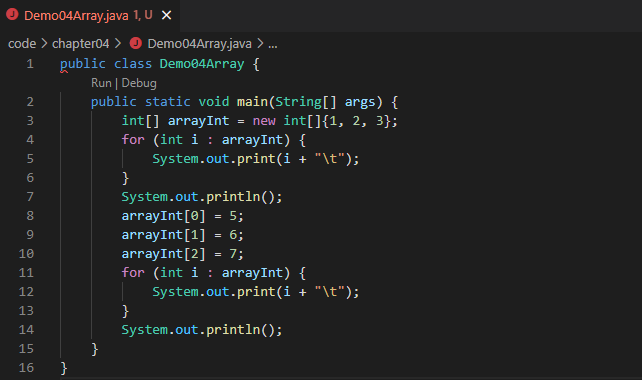 Demo04Array.java 1, U
code > chapter04 > Demo04Array.java > ...
1 public class Demo04Array {
Run | Debug
2 public static void main(String[] args) {
3 int[] arrayInt = new int[]{1, 2, 3};
4 for (int i : arrayInt) {
5 System.out.print(i + "\t");
6 }
7 System.out.println();
8 arrayInt[0] = 5;
9 arrayInt[1] = 6;
10 arrayInt[2] = 7;
11 for (int i : arrayInt) {
12 System.out.print(i + "\t");
13 }
14 System.out.println();
15 }
16 }